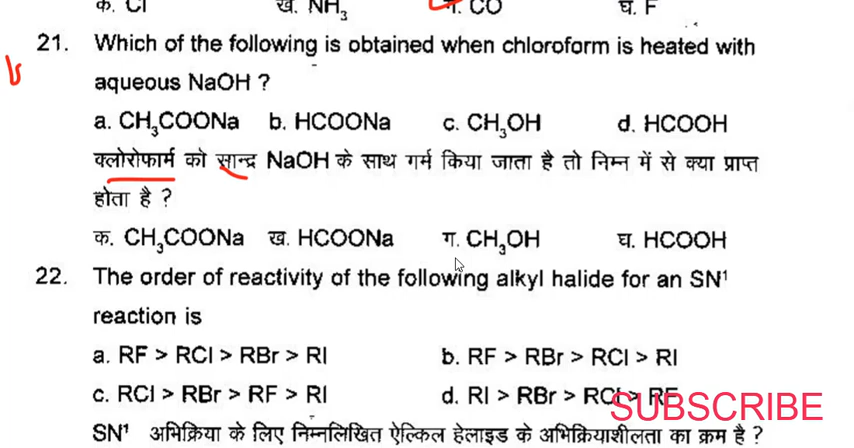 क. Cl ख. NH₃ ग. CO घ. F
21. Which of the following is obtained when chloroform is heated with
aqueous NaOH ?
a. CH₃COONa b. HCOONa c. CH₃OH d. HCOOH
क्लोरोफार्म को सान्द्र NaOH के साथ गर्म किया जाता है तो निम्न में से क्या प्राप्त
होता है ?
क. CH₃COONa ख. HCOONa ग. CH₃OH घ. HCOOH
22. The order of reactivity of the following alkyl halide for an SN¹
reaction is
a. RF > RCl > RBr > RI b. RF > RBr > RCl > RI
c. RCl > RBr > RF > RI d. RI > RBr > RCl > RF
SUBSCRIBE
SN¹ अभिक्रिया के लिए निम्नलिखित ऐल्किल हेलाइड के अभिक्रियाशीलता का क्रम है ?